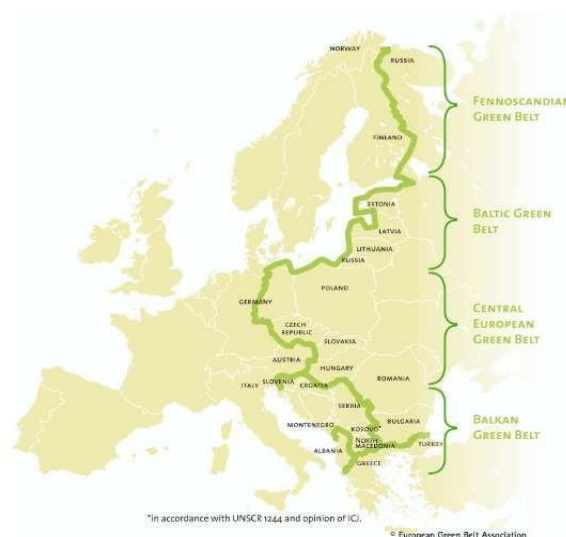 NORWAY
RUSSIA
FENNOSCANDIAN
GREEN BELT
FINLAND
ESTONIA
BALTIC GREEN
BELT
LATVIA
LITHUANIA
RUSSIA
POLAND
GERMANY
CENTRAL
EUROPEAN
GREEN BELT
CZECH
REPUBLIC
SLOVAKIA
AUSTRIA
HUNGARY
ITALY
SLOVENIA
CROATIA
ROMANIA
SERBIA
MONTENEGRO
KOSOVO*
BULGARIA
BALKAN
GREEN BELT
NORTH
MACEDONIA
TURKEY
ALBANIA
GREECE
*in accordance with UNSCR 1244 and opinion of ICJ.
© European Green Belt Association